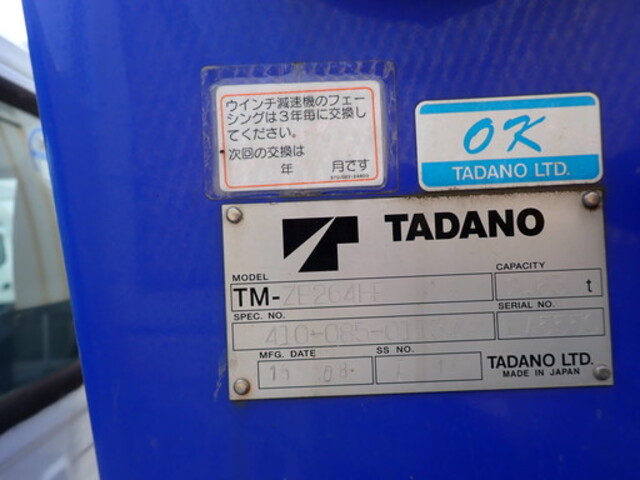 ウインチ減速機のフェー
シングは3年毎に交換し
てください。
次回の交換は
年 月です
OK
TADANO LTD.
TADANO
MODEL
CAPACITY
TM-ZE264HR
t
SPEC. NO.
SERIAL NO.
MFG. DATE
SS NO.
TADANO LTD.
MADE IN JAPAN